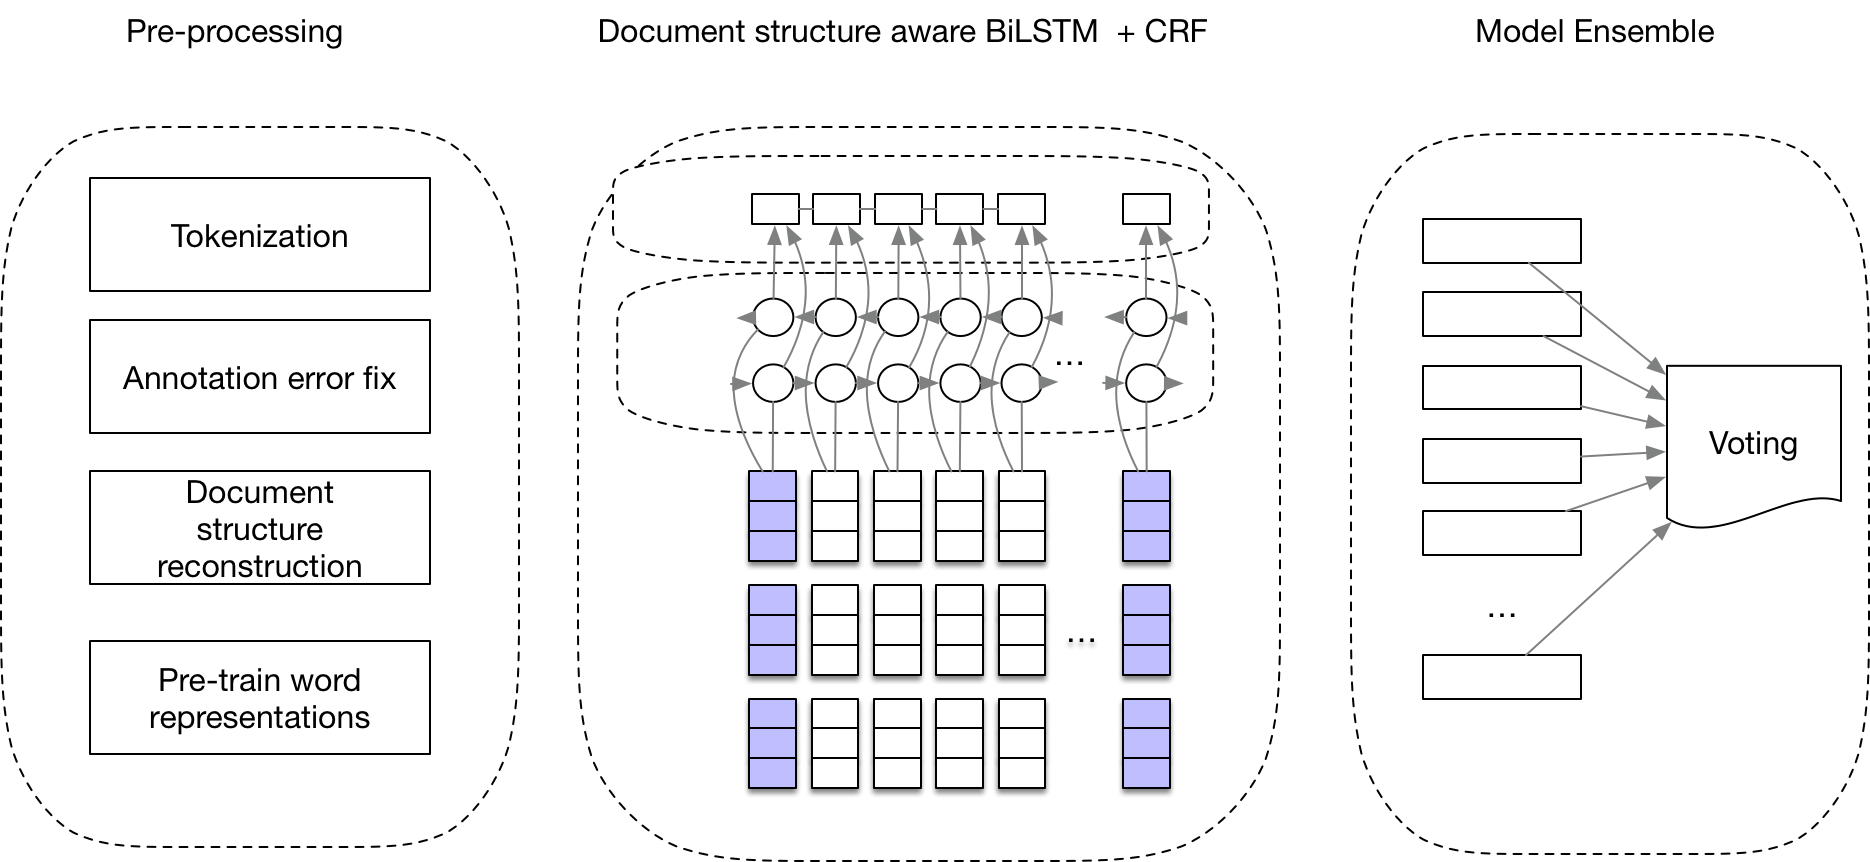 Pre-processing
Document structure aware BiLSTM + CRF
Model Ensemble
Tokenization
Annotation error fix
Document
structure
reconstruction
Pre-train word
representations
...
...
Voting
...